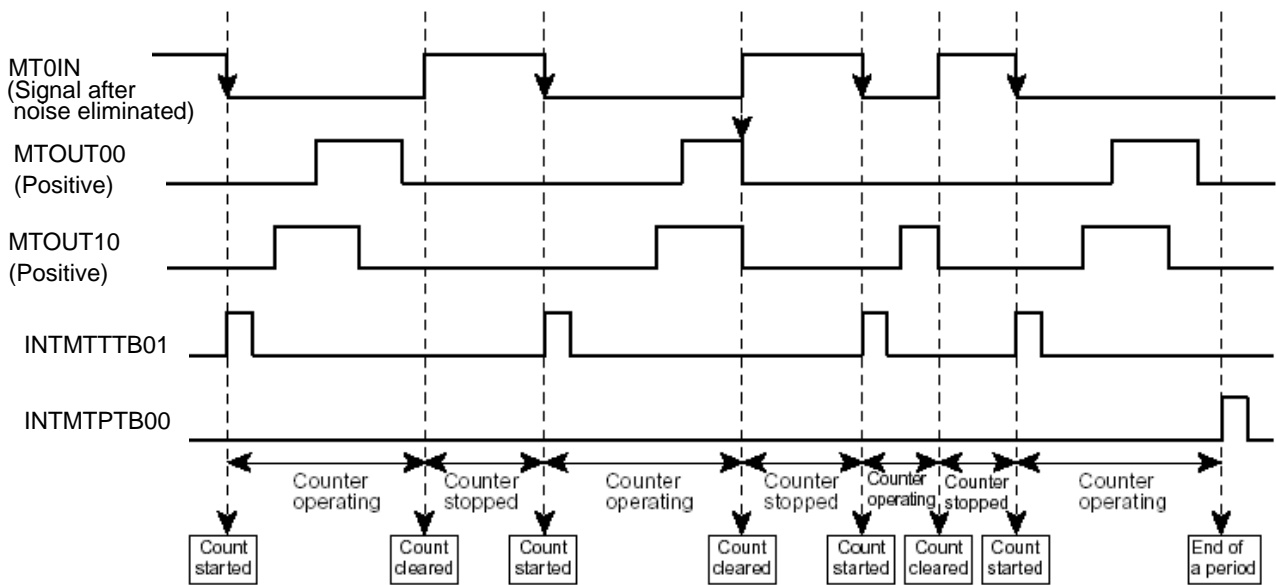 MT0IN
(Signal after
noise eliminated)
MTOUT00
(Positive)
MTOUT10
(Positive)
INTMTTTB01
INTMTPTB00
Counter
operating
Counter
stopped
Counter
operating
Counter
stopped
Counter
operating
Counter
stopped
Counter
operating
Count
started
Count
cleared
Count
started
Count
cleared
Count
started
Count
cleared
Count
started
End of
a period